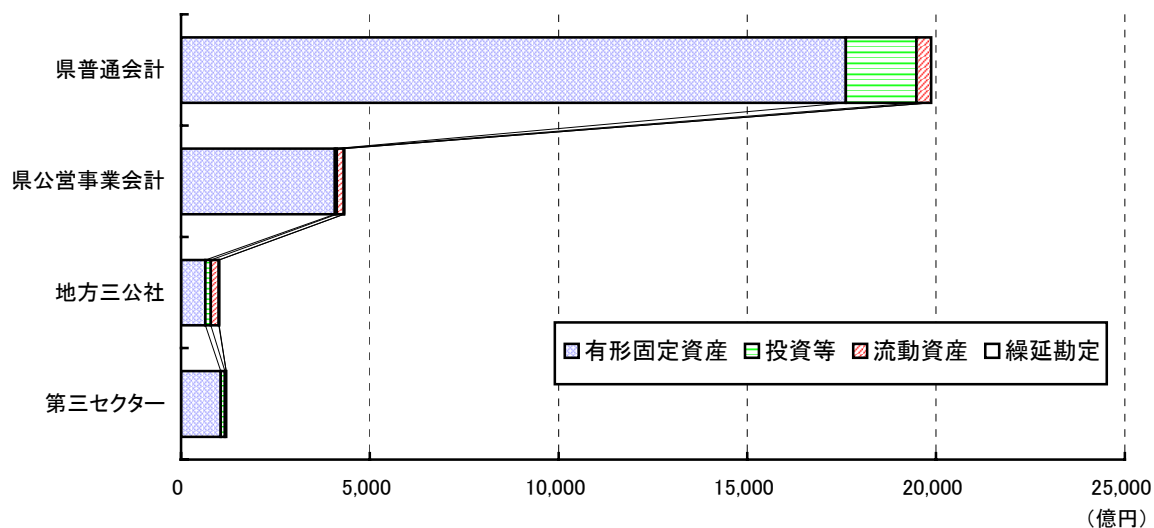 県普通会計
県公営事業会計
地方三公社
有形固定資産 投資等 流動資産 繰延勘定
第三セクター
0 5,000 10,000 15,000 20,000 25,000
（億円）